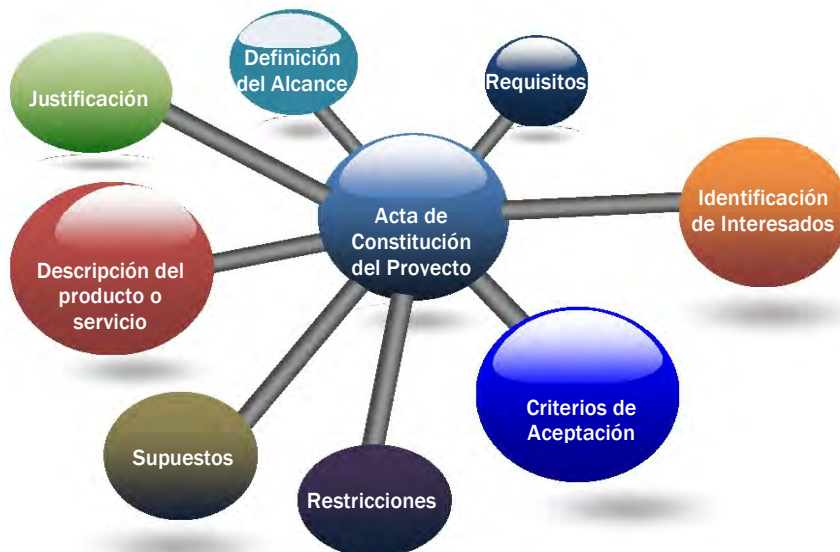 Definición
del Alcance
Requisitos
Justificación
Identificación
de Interesados
Acta de
Constitución
del Proyecto
Descripción del
producto o
servicio
Criterios de
Aceptación
Supuestos
Restricciones